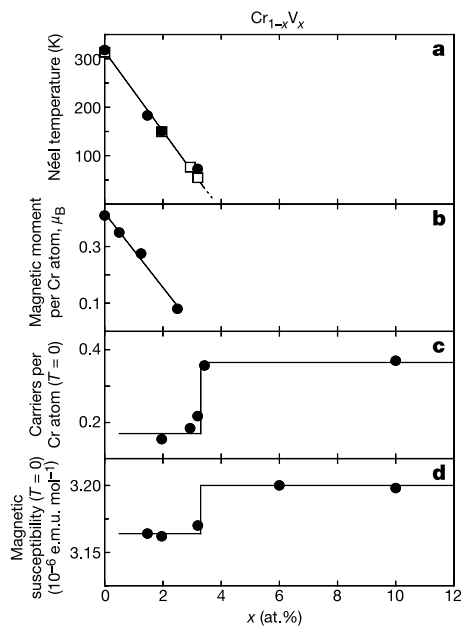 Cr₁₋ₓVₓ
a
Néel temperature (K)
300
200
100
b
Magnetic moment
per Cr atom, μB
0.3
0.1
c
Carriers per
Cr atom (T = 0)
0.4
0.2
d
Magnetic
susceptibility (T = 0)
(10⁻⁶ e.m.u. mol⁻¹)
3.20
3.15
0 2 4 6 8 10 12
x (at.%)